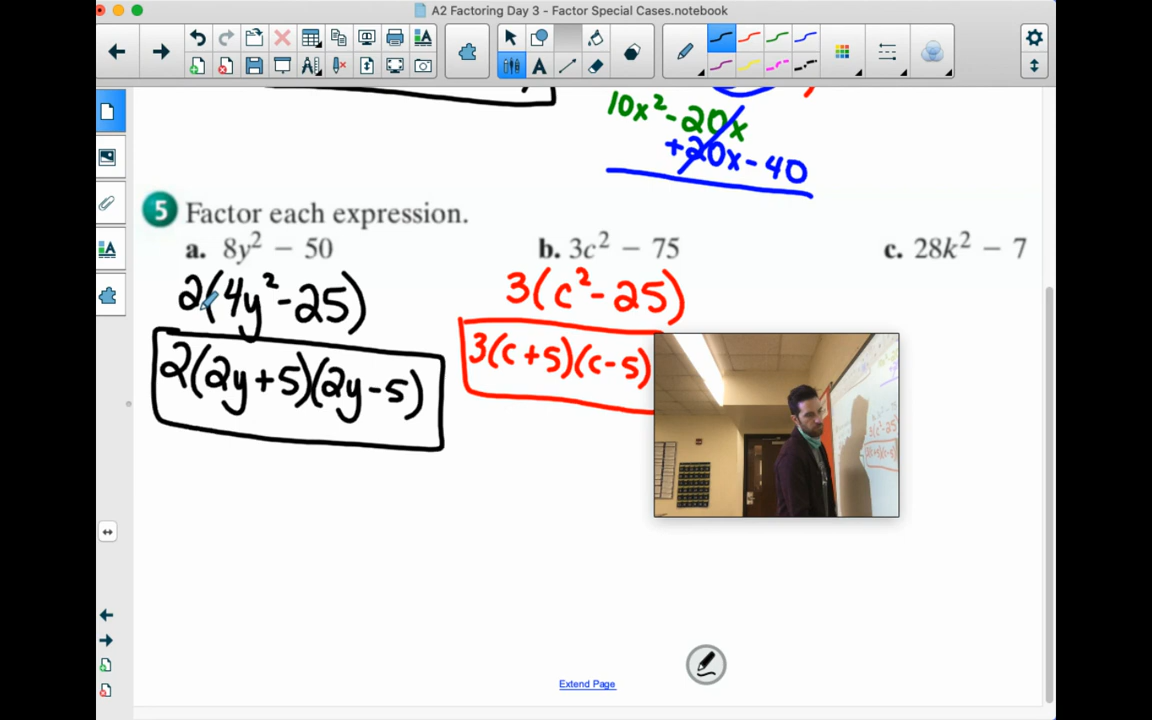 A2 Factoring Day 3 - Factor Special Cases.notebook
10x² - 20x
+20x - 40
5 Factor each expression.
a. 8y² − 50 b. 3c² − 75 c. 28k² − 7
2(4y² - 25) 3(c² - 25)
2(2y + 5)(2y - 5) 3(c + 5)(c - 5)
Extend Page